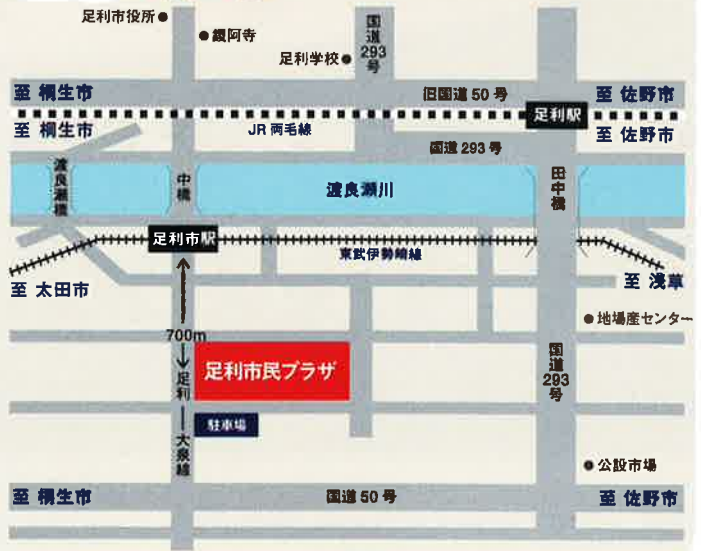 足利市役所
鑁阿寺
足利学校
国道293号
至 桐生市
旧国道50号
至 佐野市
足利駅
至 桐生市
JR両毛線
至 佐野市
国道293号
渡良瀬橋
中橋
渡良瀬川
田中橋
足利市駅
東武伊勢崎線
至 太田市
至 浅草
地場産センター
700m
足利市民プラザ
足利
大泉線
駐車場
国道293号
公設市場
至 桐生市
国道50号
至 佐野市